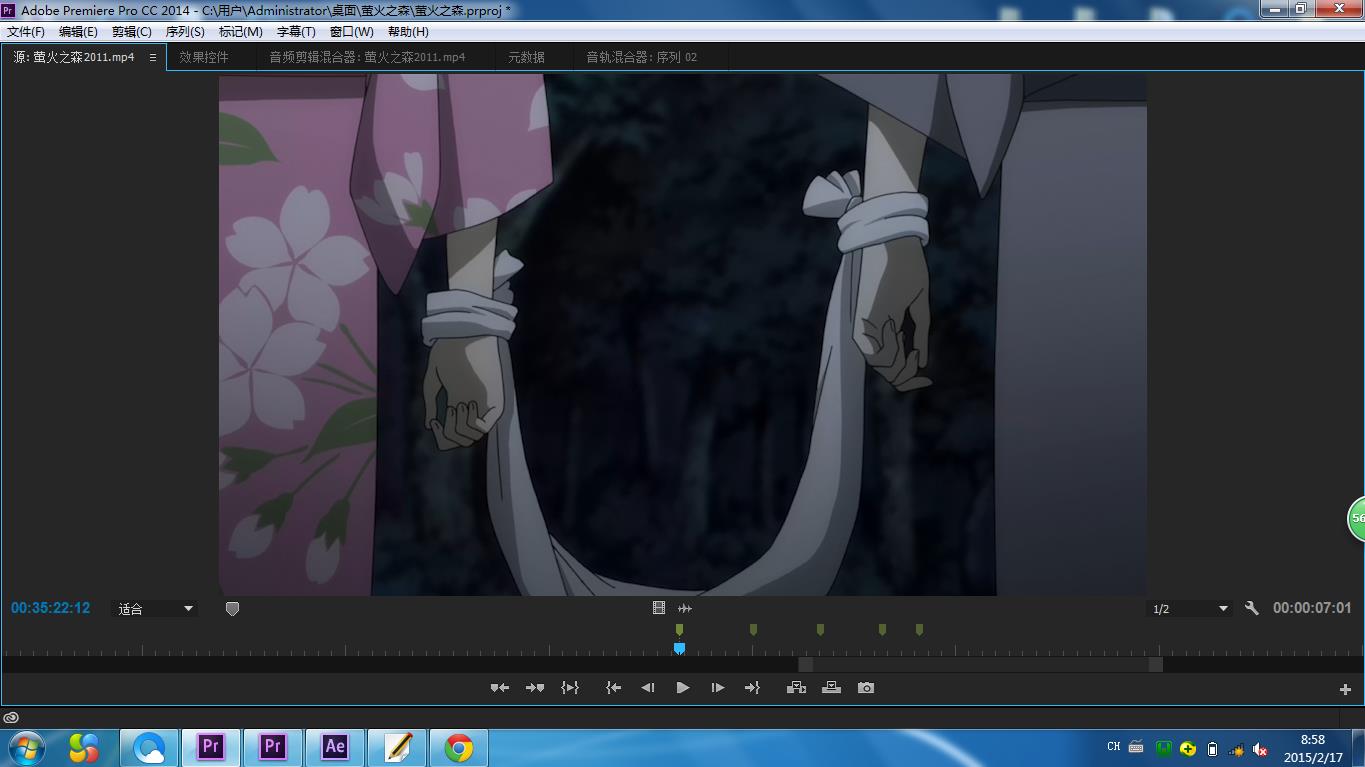 Pr Adobe Premiere Pro CC 2014 - C:\用户\Administrator\桌面\萤火之森\萤火之森.prproj *
文件(F) 编辑(E) 剪辑(C) 序列(S) 标记(M) 字幕(T) 窗口(W) 帮助(H)
源: 萤火之森2011.mp4 效果控件 音频剪辑混合器: 萤火之森2011.mp4 元数据 音轨混合器: 序列 02
56
00:35:22:12 适合 1/2 00:00:07:01
Pr Pr Ae CH 8:58
2015/2/17